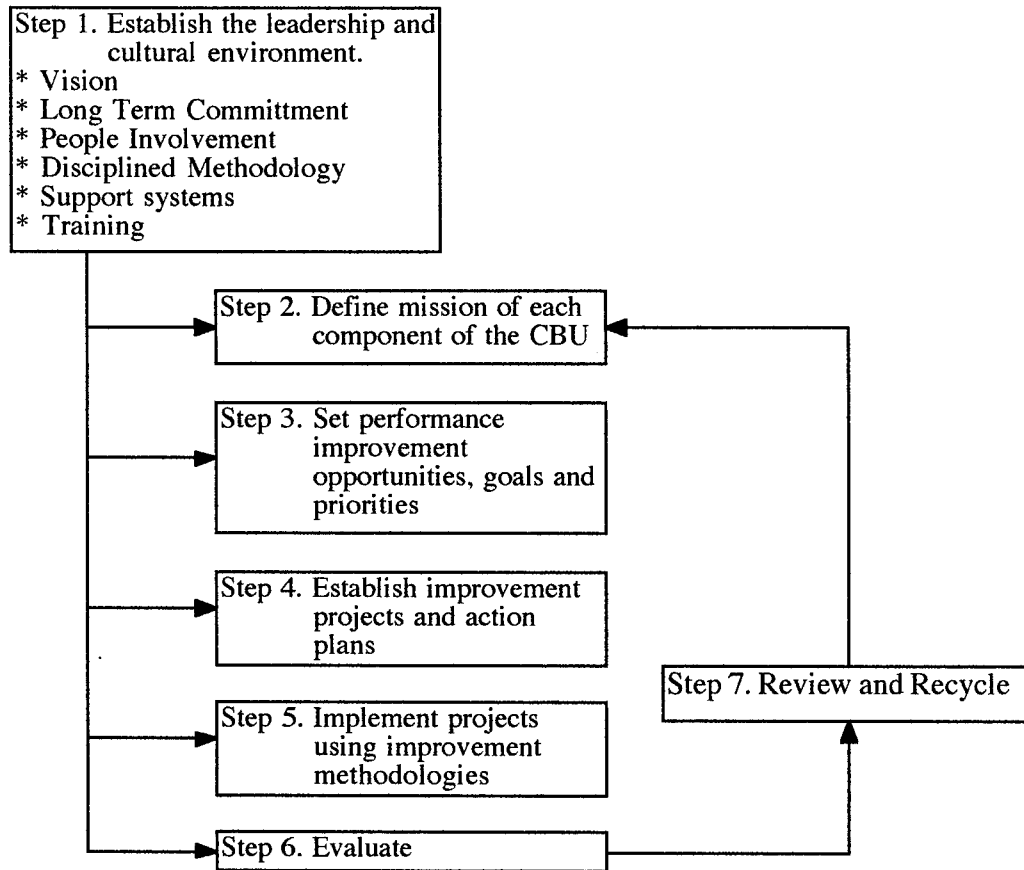 Step 1. Establish the leadership and
cultural environment.
* Vision
* Long Term Committment
* People Involvement
* Disciplined Methodology
* Support systems
* Training
Step 2. Define mission of each
component of the CBU
Step 3. Set performance
improvement
opportunities, goals and
priorities
Step 4. Establish improvement
projects and action
plans
Step 5. Implement projects
using improvement
methodologies
Step 6. Evaluate
Step 7. Review and Recycle